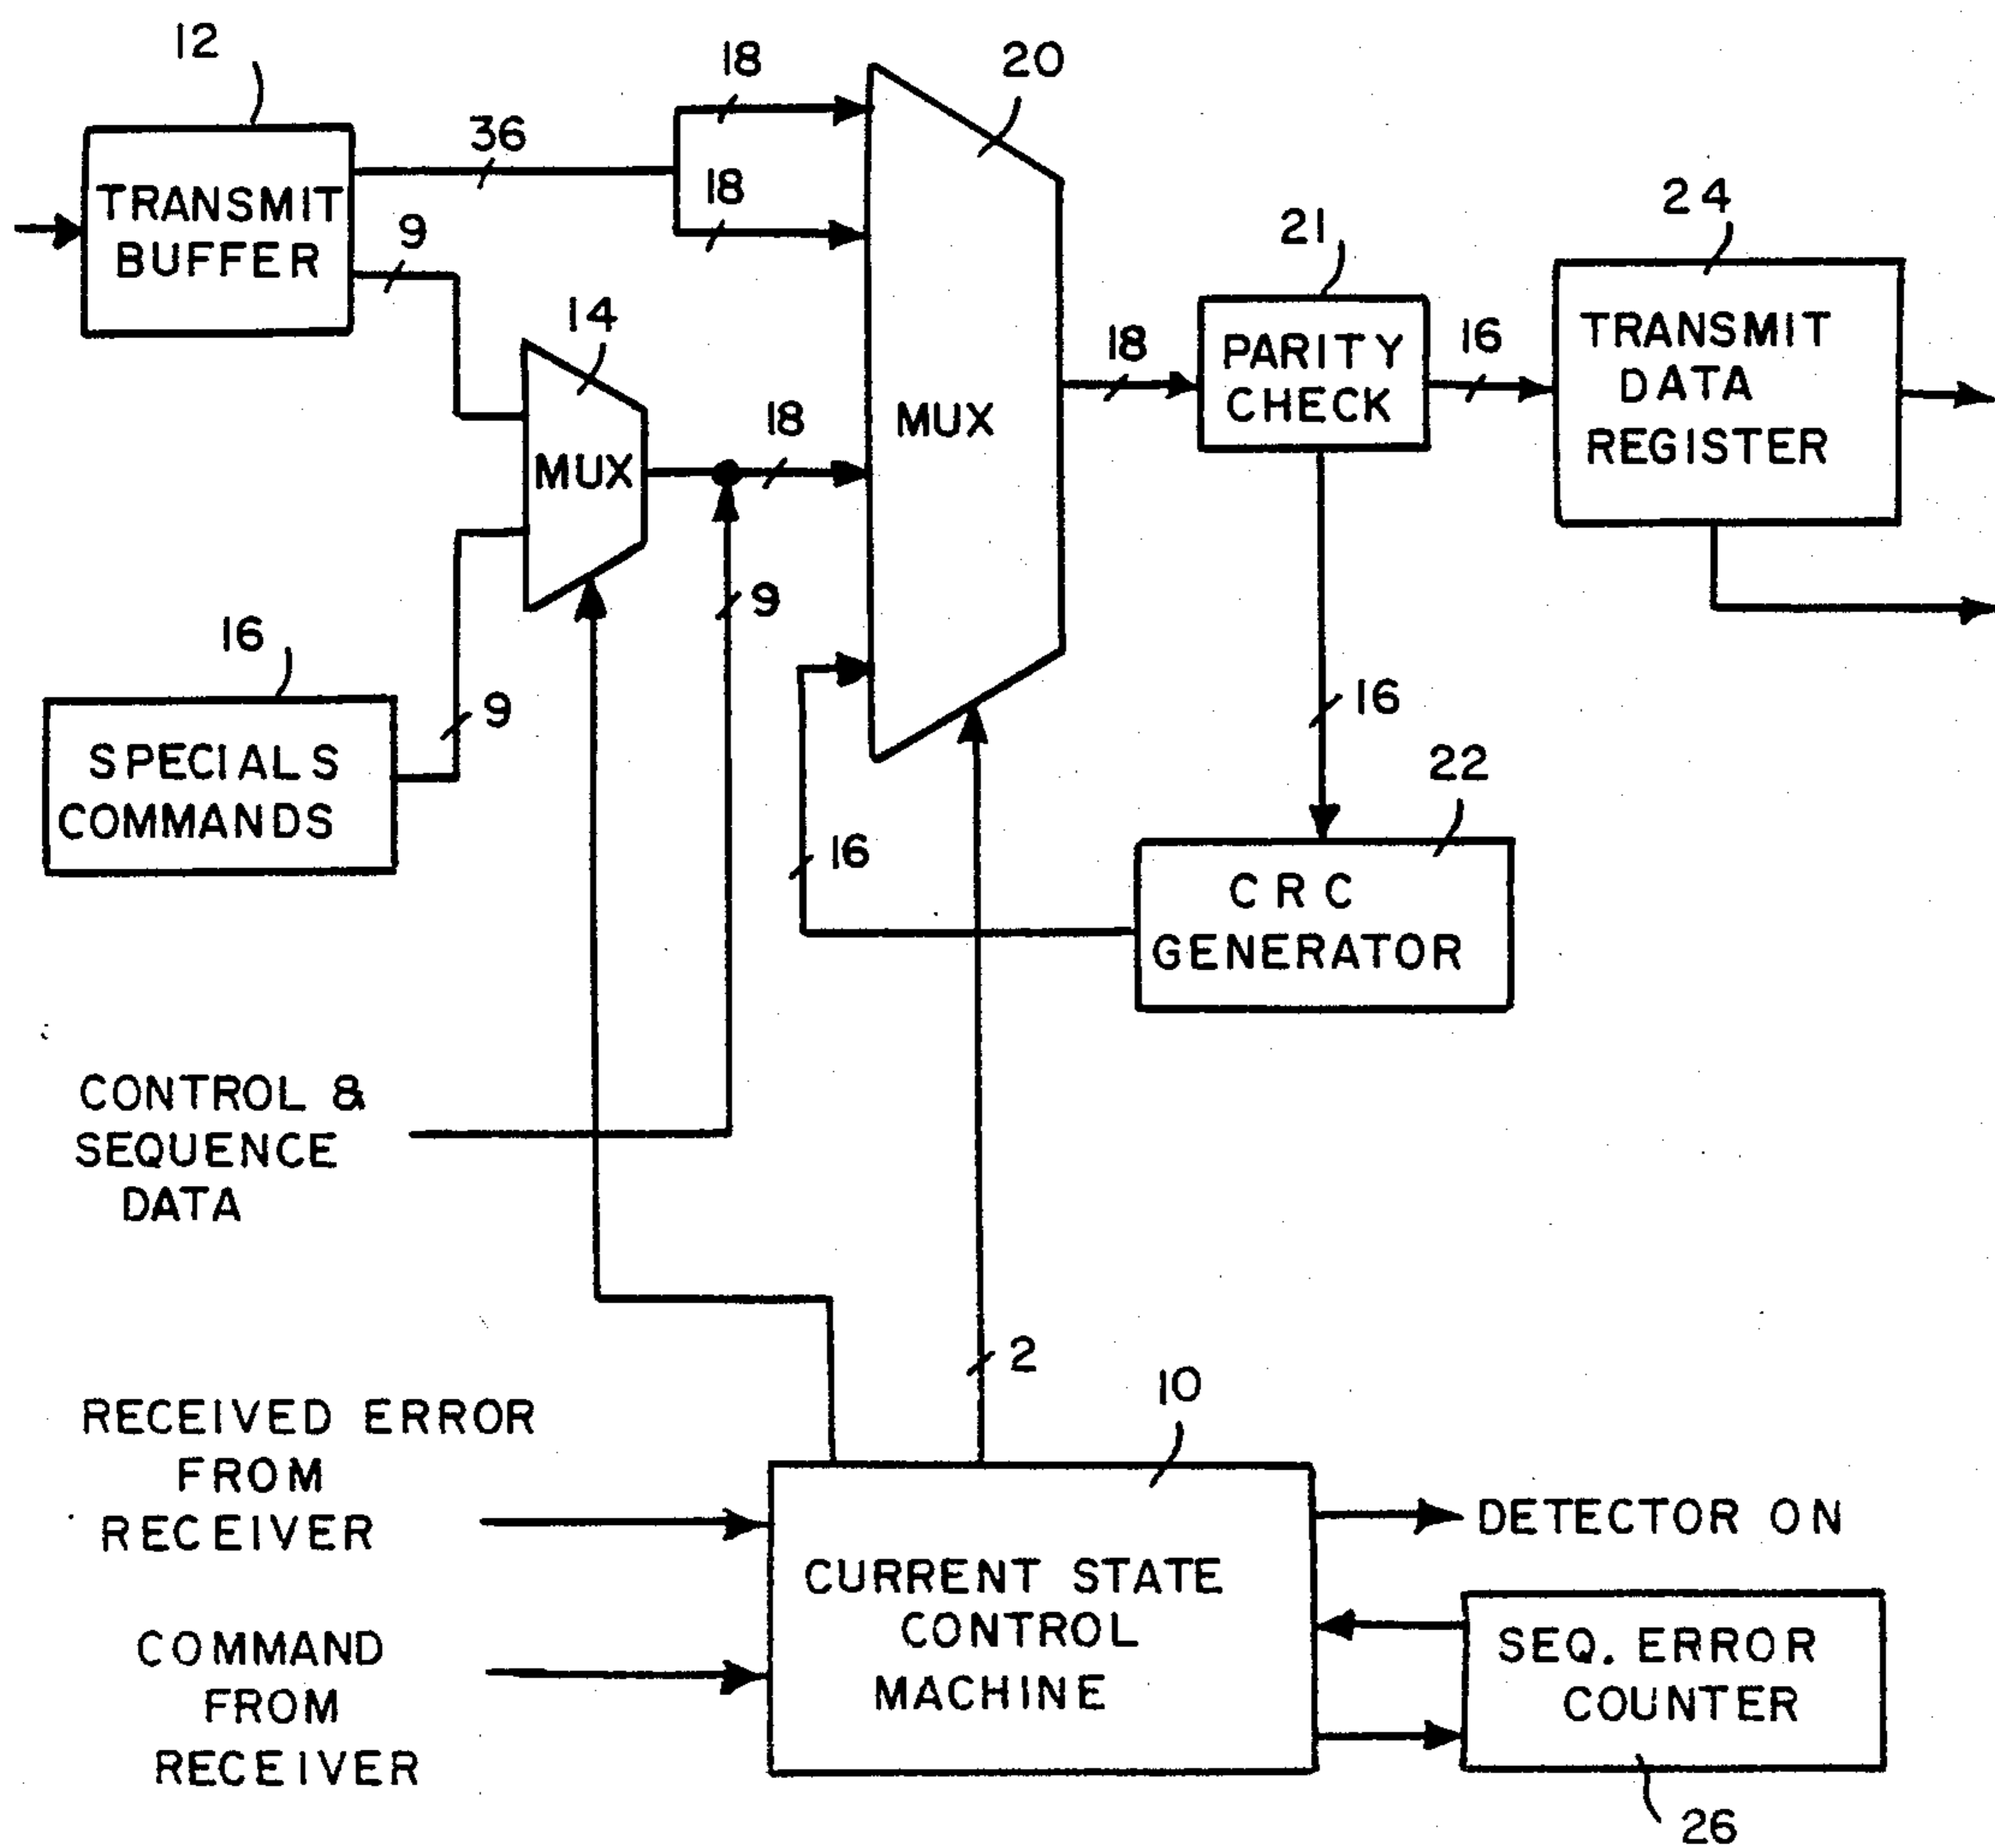 12
18
20
36
TRANSMIT
BUFFER
18
9
21
24
14
MUX
18
MUX
18
PARITY
CHECK
16
TRANSMIT
DATA
REGISTER
9
16
9
16
SPECIALS
COMMANDS
16
22
CRC
GENERATOR
CONTROL &
SEQUENCE
DATA
2
10
RECEIVED ERROR
FROM
RECEIVER
DETECTOR ON
CURRENT STATE
CONTROL
MACHINE
COMMAND
FROM
RECEIVER
SEQ. ERROR
COUNTER
26